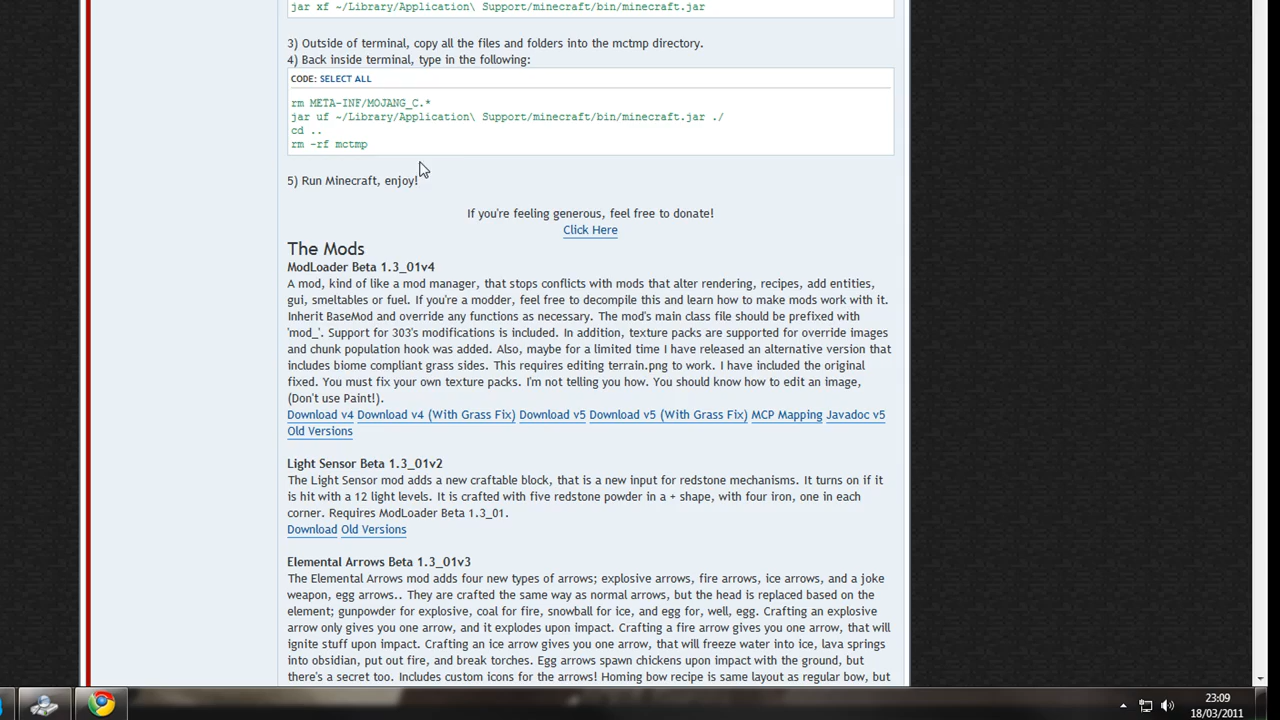 jar xf ~/Library/Application\ Support/minecraft/bin/minecraft.jar
3) Outside of terminal, copy all the files and folders into the mctmp directory.
4) Back inside terminal, type in the following:
CODE: SELECT ALL
rm META-INF/MOJANG_C.*
jar uf ~/Library/Application\ Support/minecraft/bin/minecraft.jar ./
cd ..
rm -rf mctmp
5) Run Minecraft, enjoy!
If you're feeling generous, feel free to donate!
Click Here
The Mods
ModLoader Beta 1.3_01v4
A mod, kind of like a mod manager, that stops conflicts with mods that alter rendering, recipes, add entities,
gui, smeltables or fuel. If you're a modder, feel free to decompile this and learn how to make mods work with it.
Inherit BaseMod and override any functions as necessary. The mod's main class file should be prefixed with
'mod_'. Support for 303's modifications is included. In addition, texture packs are supported for override images
and chunk population hook was added. Also, maybe for a limited time I have released an alternative version that
includes biome compliant grass sides. This requires editing terrain.png to work. I have included the original
fixed. You must fix your own texture packs. I'm not telling you how. You should know how to edit an image,
(Don't use Paint!).
Download v4 Download v4 (With Grass Fix) Download v5 Download v5 (With Grass Fix) MCP Mapping Javadoc v5
Old Versions
Light Sensor Beta 1.3_01v2
The Light Sensor mod adds a new craftable block, that is a new input for redstone mechanisms. It turns on if it
is hit with a 12 light levels. It is crafted with five redstone powder in a + shape, with four iron, one in each
corner. Requires ModLoader Beta 1.3_01.
Download Old Versions
Elemental Arrows Beta 1.3_01v3
The Elemental Arrows mod adds four new types of arrows; explosive arrows, fire arrows, ice arrows, and a joke
weapon, egg arrows.. They are crafted the same way as normal arrows, but the head is replaced based on the
element; gunpowder for explosive, coal for fire, snowball for ice, and egg for, well, egg. Crafting an explosive
arrow only gives you one arrow, and it explodes upon impact. Crafting a fire arrow gives you one arrow, that will
ignite stuff upon impact. Crafting an ice arrow gives you one arrow, that will freeze water into ice, lava springs
into obsidian, put out fire, and break torches. Egg arrows spawn chickens upon impact with the ground, but
there's a secret too. Includes custom icons for the arrows! Homing bow recipe is same layout as regular bow, but
23:09
18/03/2011